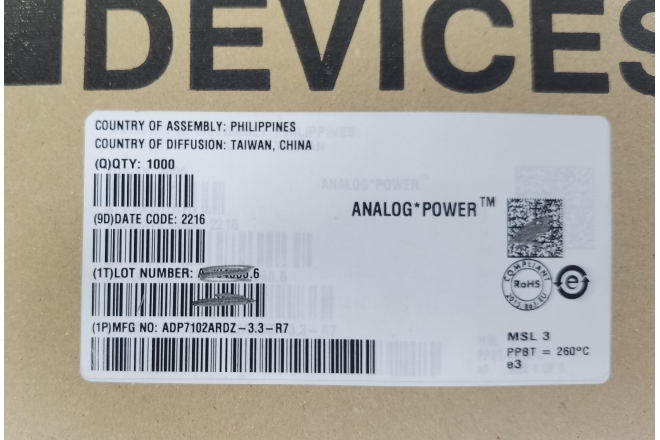 DEVICES
COUNTRY OF ASSEMBLY: PHILIPPINES
COUNTRY OF DIFFUSION: TAIWAN, CHINA
(Q)QTY: 1000
(9D)DATE CODE: 2216
(1T)LOT NUMBER:
(1P)MFG NO: ADP7102ARDZ-3.3-R7
ANALOG*POWER™
COMPLIANT
RoHS
e
MSL 3
PPBT = 260°C
e3